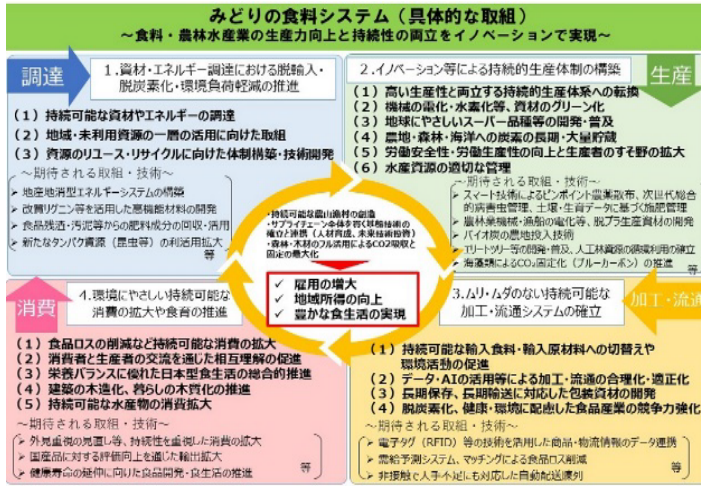 みどりの食料システム（具体的な取組）
～食料・農林水産業の生産力向上と持続性の両立をイノベーションで実現～
調達
1.資材・エネルギー調達における脱輸入・
脱炭素化・環境負荷軽減の推進
（1）持続可能な資材やエネルギーの調達
（2）地域・未利用資源の一層の活用に向けた取組
（3）資源のリユース・リサイクルに向けた体制構築・技術開発
～期待される取組・技術～
➢ 地産地消型エネルギーシステムの構築
➢ 改質リグニン等を活用した高機能材料の開発
➢ 食品残渣・汚泥等からの肥料成分の回収・活用
➢ 新たなタンパク資源（昆虫等）の利活用拡大
等
2.イノベーション等による持続的生産体制の構築
生産
（1）高い生産性と両立する持続的生産体系への転換
（2）機械の電化・水素化等、資材のグリーン化
（3）地球にやさしいスーパー品種等の開発・普及
（4）農地・森林・海洋への炭素の長期・大量貯蔵
（5）労働安全性・労働生産性の向上と生産者のすそ野の拡大
（6）水産資源の適切な管理
～期待される取組・技術～
➢ スマート技術によるピンポイント農薬散布、次世代総合
的病害虫管理、土壌・生育データに基づく施肥管理
➢ 農林業機械・漁船の電化等、脱プラ生産資材の開発
➢ バイオ炭の農地投入技術
➢ エリートツリー等の開発・普及、人工林資源の循環利用の確立
➢ 海藻類によるCO₂固定化（ブルーカーボン）の推進
等
・持続可能な農山漁村の創造
・サプライチェーン全体を貫く基盤技術の
確立と連携（人材育成、未来技術投資）
・森林・木材のフル活用によるCO2吸収と
固定の最大化
✓ 雇用の増大
✓ 地域所得の向上
✓ 豊かな食生活の実現
消費
4.環境にやさしい持続可能な
消費の拡大や食育の推進
（1）食品ロスの削減など持続可能な消費の拡大
（2）消費者と生産者の交流を通じた相互理解の促進
（3）栄養バランスに優れた日本型食生活の総合的推進
（4）建築の木造化、暮らしの木質化の推進
（5）持続可能な水産物の消費拡大
～期待される取組・技術～
➢ 外見重視の見直し等、持続性を重視した消費の拡大
➢ 国産品に対する評価向上を通じた輸出拡大
➢ 健康寿命の延伸に向けた食品開発・食生活の推進
等
3.ムリ・ムダのない持続可能な
加工・流通システムの確立
加工・流通
（1）持続可能な輸入食料・輸入原材料への切替えや
環境活動の促進
（2）データ・AIの活用等による加工・流通の合理化・適正化
（3）長期保存、長期輸送に対応した包装資材の開発
（4）脱炭素化、健康・環境に配慮した食品産業の競争力強化
～期待される取組・技術～
➢ 電子タグ（RFID）等の技術を活用した商品・物流情報のデータ連携
➢ 需給予測システム、マッチングによる食品ロス削減
➢ 非接触で人手不足にも対応した自動配送陳列
等